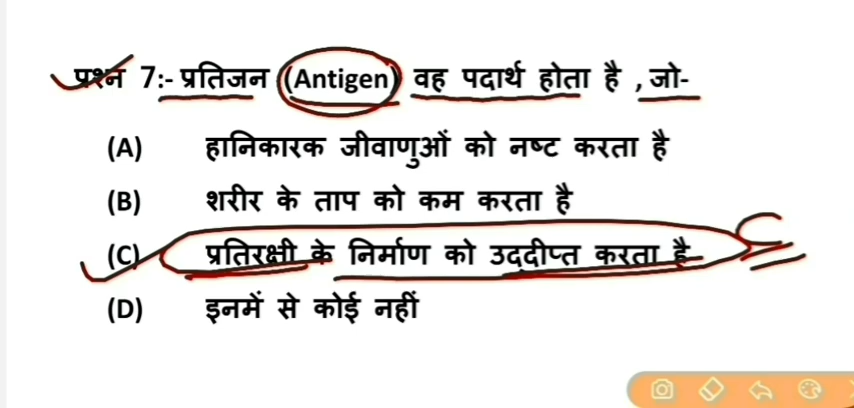 प्रश्न 7:- प्रतिजन (Antigen) वह पदार्थ होता है , जो-
(A) हानिकारक जीवाणुओं को नष्ट करता है
(B) शरीर के ताप को कम करता है
(C) प्रतिरक्षी के निर्माण को उद्दीप्त करता है
(D) इनमें से कोई नहीं